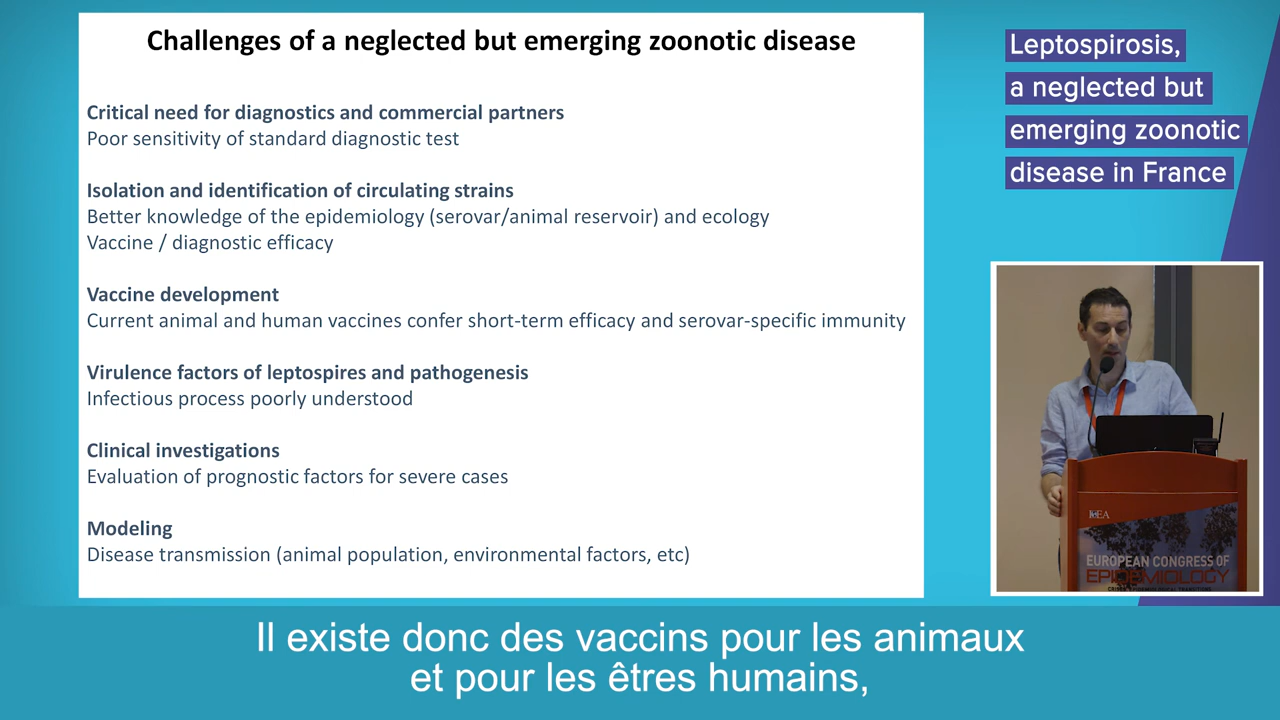 Challenges of a neglected but emerging zoonotic disease
Critical need for diagnostics and commercial partners
Poor sensitivity of standard diagnostic test
Isolation and identification of circulating strains
Better knowledge of the epidemiology (serovar/animal reservoir) and ecology
Vaccine / diagnostic efficacy
Vaccine development
Current animal and human vaccines confer short-term efficacy and serovar-specific immunity
Virulence factors of leptospires and pathogenesis
Infectious process poorly understood
Clinical investigations
Evaluation of prognostic factors for severe cases
Modeling
Disease transmission (animal population, environmental factors, etc)
Leptospirosis,
a neglected but
emerging zoonotic
disease in France
EUROPEAN CONGRESS OF
EPIDEMIOLOGY
Il existe donc des vaccins pour les animaux
et pour les êtres humains,